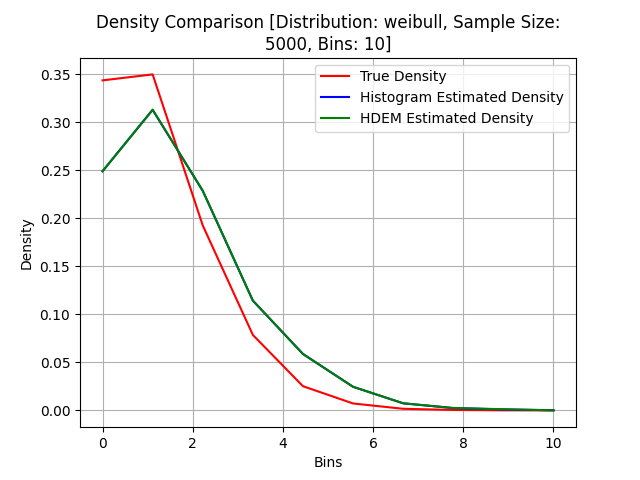 Density Comparison [Distribution: weibull, Sample Size:
5000, Bins: 10]
True Density
Histogram Estimated Density
HDEM Estimated Density
Density
0.35
0.30
0.25
0.20
0.15
0.10
0.05
0.00
0 2 4 6 8 10
Bins